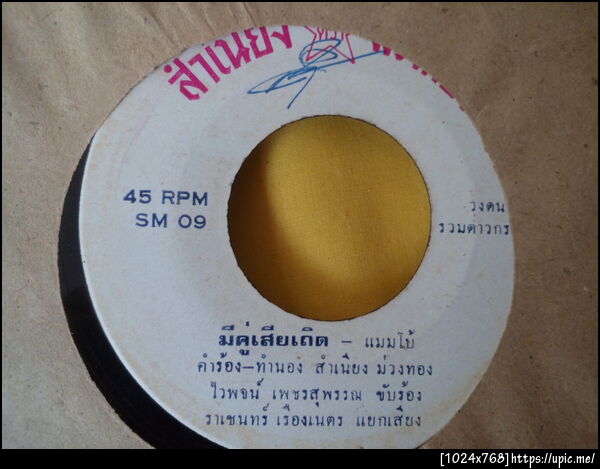 สำเนียง
45 RPM
SM 09
วงดน
รวมดาวกร
มีคู่เสียเถิด – แมมโบ้
คำร้อง–ทำนอง สำเนียง ม่วงทอง
ไวพจน์ เพชรสุพรรณ ขับร้อง
ราเชนทร์ เรืองเนตร แยกเสียง
[1024x768]https://upic.me/